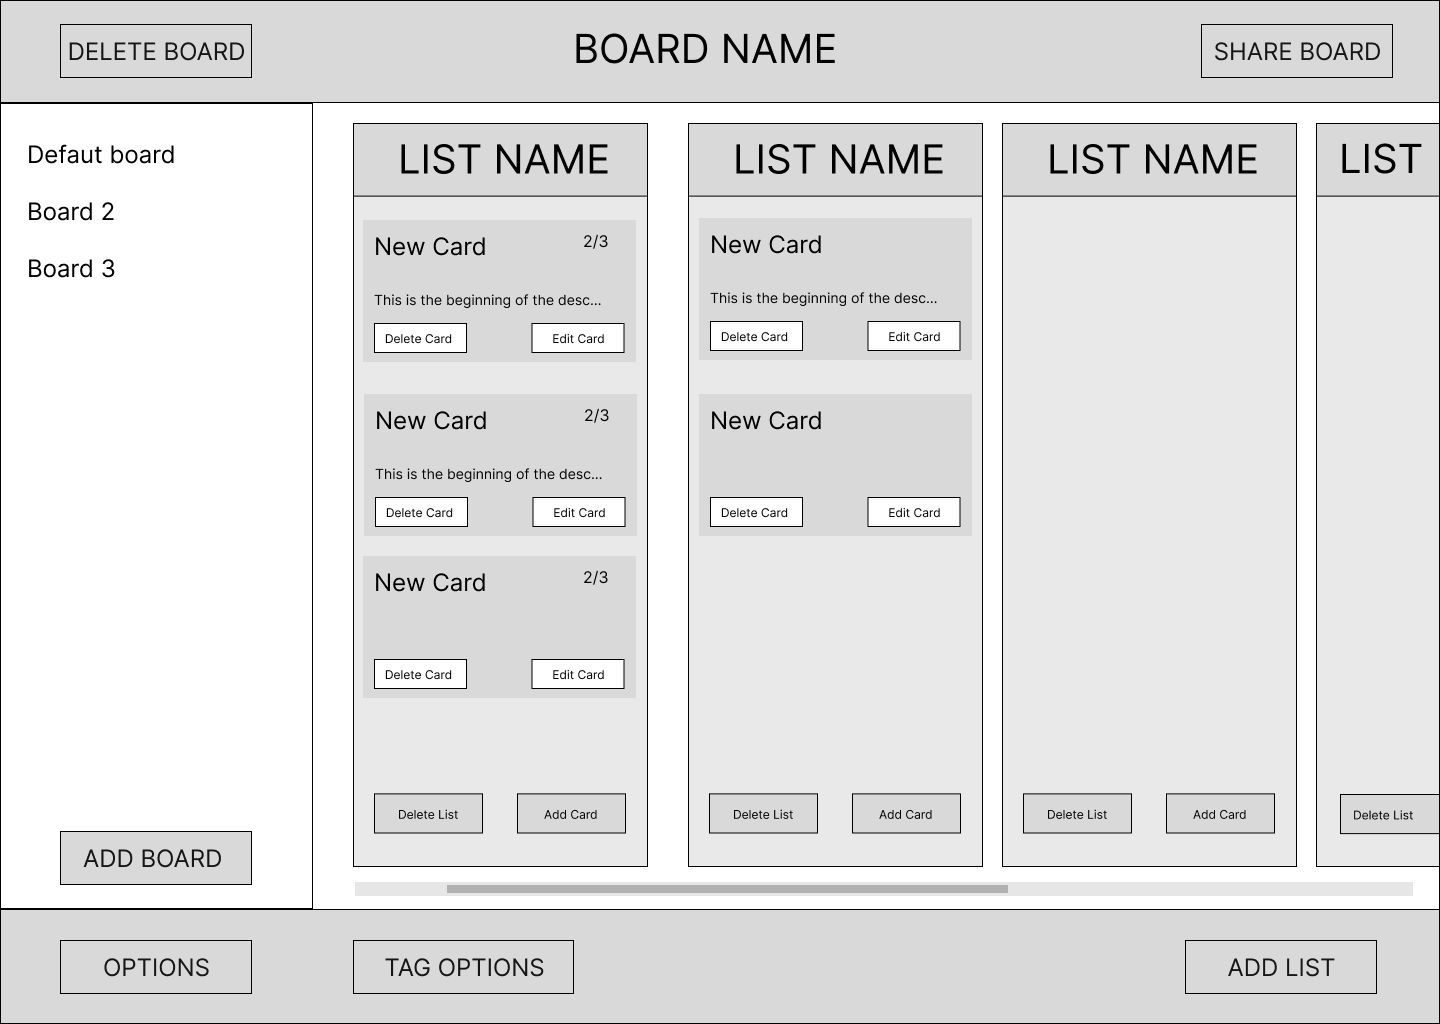 DELETE BOARD
BOARD NAME
SHARE BOARD
Defaut board
Board 2
Board 3
ADD BOARD
LIST NAME
New Card
2/3
This is the beginning of the desc...
Delete Card
Edit Card
New Card
2/3
This is the beginning of the desc...
Delete Card
Edit Card
New Card
2/3
Delete Card
Edit Card
Delete List
Add Card
LIST NAME
New Card
This is the beginning of the desc...
Delete Card
Edit Card
New Card
Delete Card
Edit Card
Delete List
Add Card
LIST NAME
Delete List
Add Card
LIST
Delete List
OPTIONS
TAG OPTIONS
ADD LIST